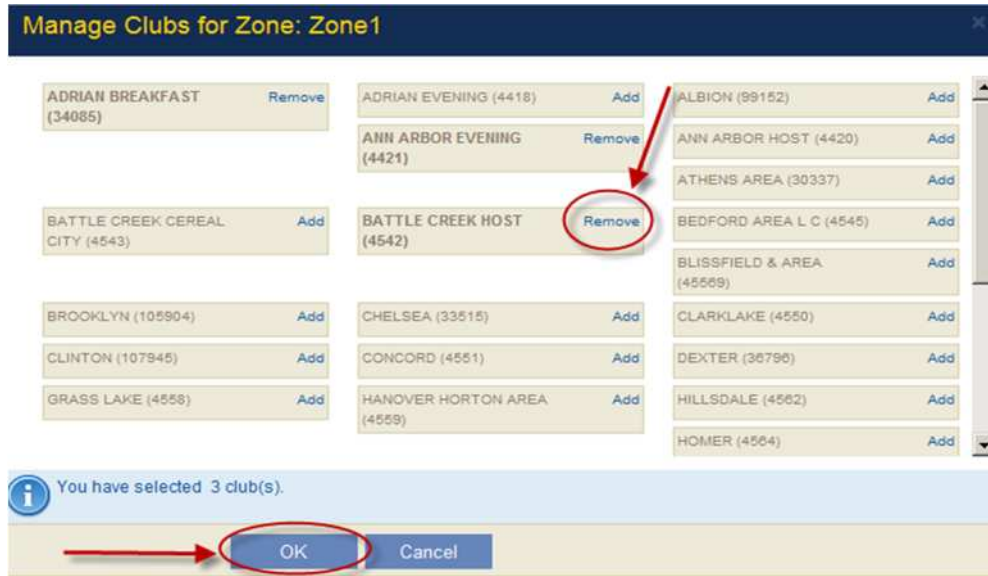 Manage Clubs for Zone: Zone1
ADRIAN BREAKFAST Remove
(34085)
ADRIAN EVENING (4418) Add
ALBION (99152) Add
ANN ARBOR EVENING Remove
(4421)
ANN ARBOR HOST (4420) Add
ATHENS AREA (30337) Add
BATTLE CREEK CEREAL Add
CITY (4543)
BATTLE CREEK HOST Remove
(4542)
BEDFORD AREA L C (4545) Add
BLISSFIELD & AREA Add
(45569)
BROOKLYN (105904) Add
CHELSEA (33515) Add
CLARKLAKE (4550) Add
CLINTON (107945) Add
CONCORD (4551) Add
DEXTER (36796) Add
GRASS LAKE (4558) Add
HANOVER HORTON AREA Add
(4559)
HILLSDALE (4562) Add
HOMER (4564) Add
You have selected 3 club(s).
OK Cancel